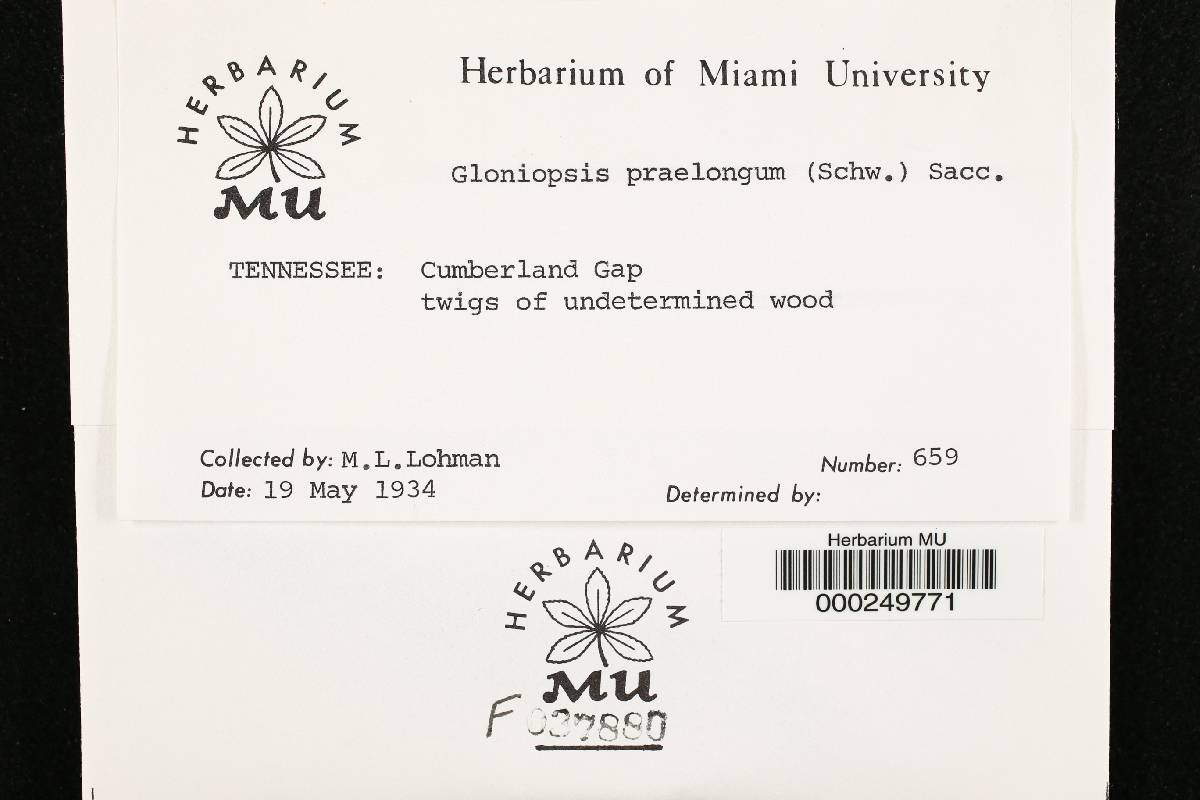 HERBARIUM
MU
Herbarium of Miami University
Gloniopsis praelongum (Schw.) Sacc.
TENNESSEE: Cumberland Gap
twigs of undetermined wood
Collected by: M.L.Lohman
Number: 659
Date: 19 May 1934
Determined by:
Herbarium MU
000249771
HERBARIUM
MU
F 037880